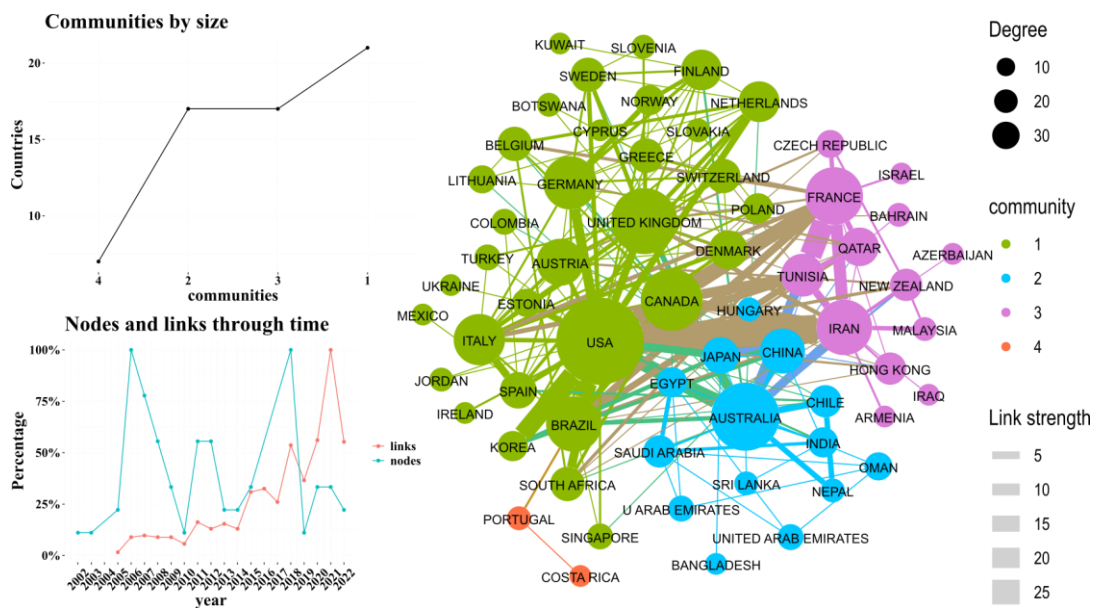 Communities by size
20
15
10
Countries
4
2
3
1
communities
Nodes and links through time
100%
75%
50%
25%
0%
Percentage
2002
2003
2004
2005
2006
2007
2008
2009
2010
2011
2012
2013
2014
2015
2016
2017
2018
2019
2020
2021
2022
year
links
nodes
KUWAIT
SLOVENIA
SWEDEN
FINLAND
BOTSWANA
NORWAY
NETHERLANDS
CYPRUS
SLOVAKIA
BELGIUM
GREECE
CZECH REPUBLIC
LITHUANIA
GERMANY
SWITZERLAND
FRANCE
ISRAEL
COLOMBIA
UNITED KINGDOM
POLAND
BAHRAIN
TURKEY
AUSTRIA
DENMARK
QATAR
AZERBAIJAN
UKRAINE
ESTONIA
CANADA
TUNISIA
NEW ZEALAND
MEXICO
HUNGARY
ITALY
USA
IRAN
MALAYSIA
JAPAN
CHINA
JORDAN
SPAIN
EGYPT
HONG KONG
IRELAND
BRAZIL
AUSTRALIA
CHILE
IRAQ
ARMENIA
KOREA
SAUDI ARABIA
INDIA
OMAN
SOUTH AFRICA
SRI LANKA
NEPAL
PORTUGAL
U ARAB EMIRATES
SINGAPORE
UNITED ARAB EMIRATES
BANGLADESH
COSTA RICA
Degree
10
20
30
community
1
2
3
4
Link strength
5
10
15
20
25